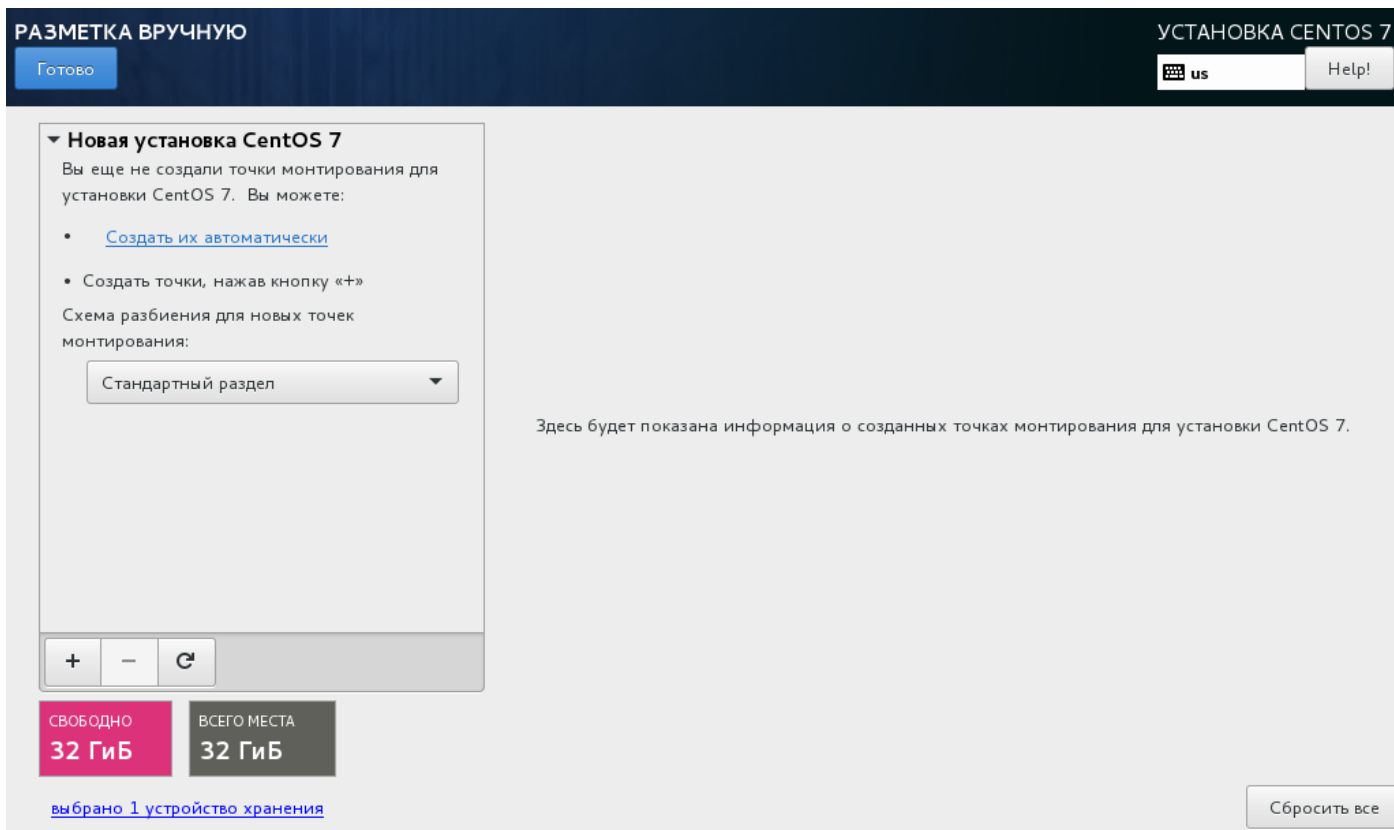 РАЗМЕТКА ВРУЧНУЮ
УСТАНОВКА CENTOS 7
Готово
us
Help!
Новая установка CentOS 7
Вы еще не создали точки монтирования для
установки CentOS 7. Вы можете:
• Создать их автоматически
• Создать точки, нажав кнопку «+»
Схема разбиения для новых точек
монтирования:
Стандартный раздел
Здесь будет показана информация о созданных точках монтирования для установки CentOS 7.
+ −
СВОБОДНО
32 ГиБ
ВСЕГО МЕСТА
32 ГиБ
выбрано 1 устройство хранения
Сбросить все